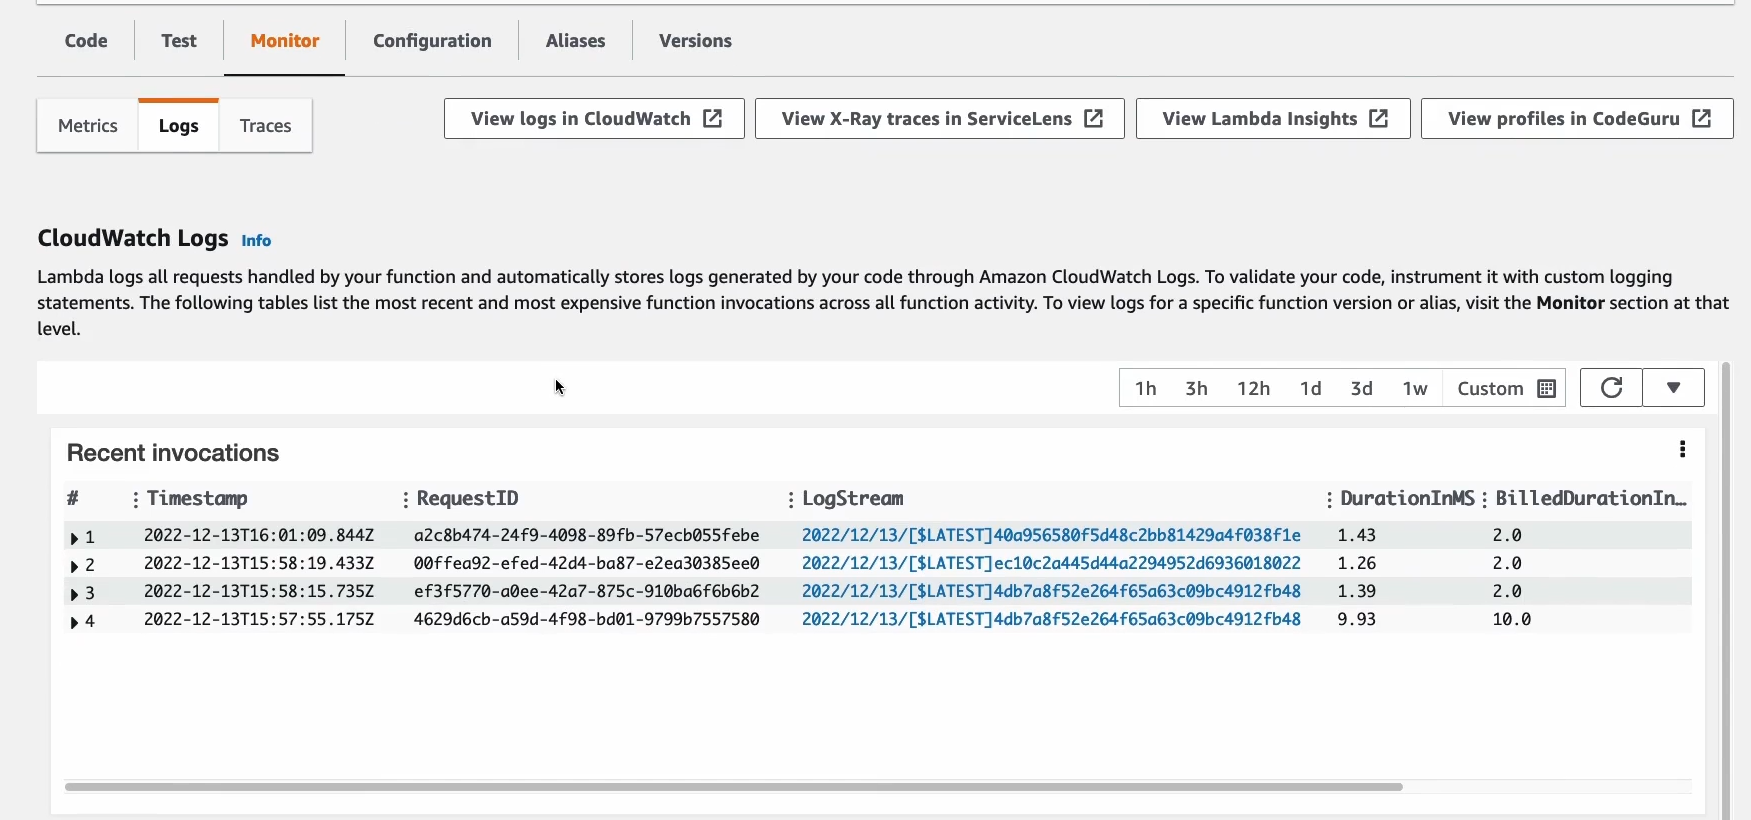 Code Test Monitor Configuration Aliases Versions
Metrics Logs Traces View logs in CloudWatch View X-Ray traces in ServiceLens View Lambda Insights View profiles in CodeGuru
CloudWatch Logs Info
Lambda logs all requests handled by your function and automatically stores logs generated by your code through Amazon CloudWatch Logs. To validate your code, instrument it with custom logging
statements. The following tables list the most recent and most expensive function invocations across all function activity. To view logs for a specific function version or alias, visit the Monitor section at that
level.
1h 3h 12h 1d 3d 1w Custom
Recent invocations
# Timestamp RequestID LogStream DurationInMS BilledDurationIn...
1 2022-12-13T16:01:09.844Z a2c8b474-24f9-4098-89fb-57ecb055febe 2022/12/13/[$LATEST]40a956580f5d48c2bb81429a4f038f1e 1.43 2.0
2 2022-12-13T15:58:19.433Z 00ffea92-efed-42d4-ba87-e2ea30385ee0 2022/12/13/[$LATEST]ec10c2a445d44a2294952d6936018022 1.26 2.0
3 2022-12-13T15:58:15.735Z ef3f5770-a0ee-42a7-875c-910ba6f6b6b2 2022/12/13/[$LATEST]4db7a8f52e264f65a63c09bc4912fb48 1.39 2.0
4 2022-12-13T15:57:55.175Z 4629d6cb-a59d-4f98-bd01-9799b7557580 2022/12/13/[$LATEST]4db7a8f52e264f65a63c09bc4912fb48 9.93 10.0